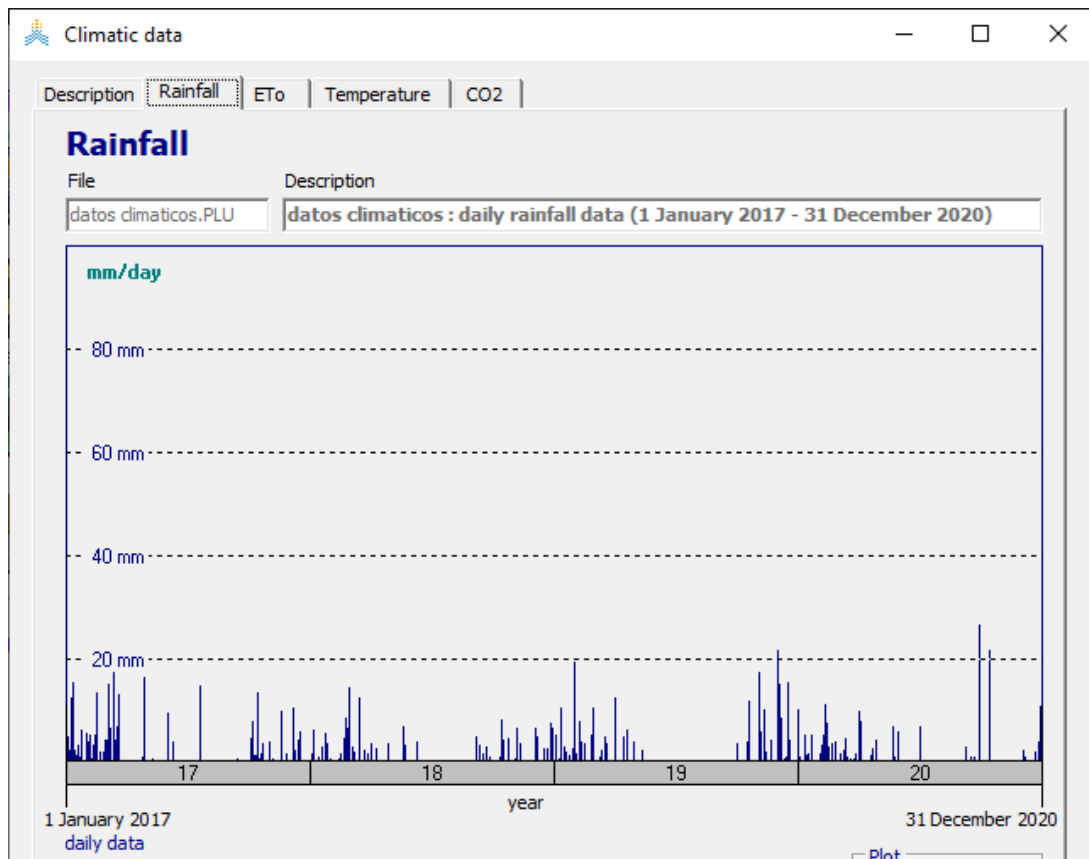 Climatic data
Description Rainfall ETo Temperature CO2
Rainfall
File Description
datos climaticos.PLU datos climaticos : daily rainfall data (1 January 2017 - 31 December 2020)
mm/day
80 mm
60 mm
40 mm
20 mm
17 18 19 20
year
1 January 2017 31 December 2020
daily data
Plot